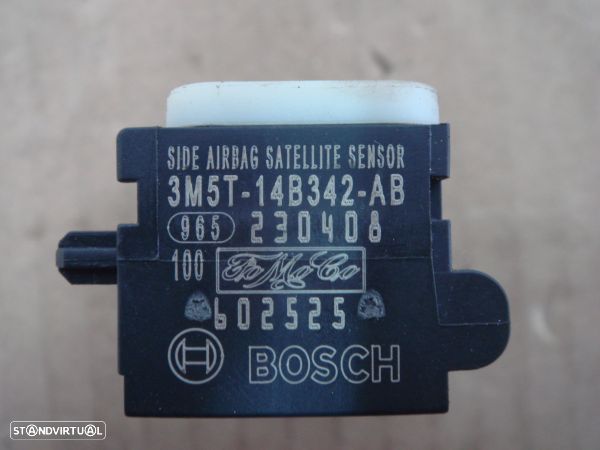 SIDE AIRBAG SATELLITE SENSOR
3M5T-14B342-AB
965 230408
100 FoMoCo
602525
BOSCH
STANDVIRTUAL